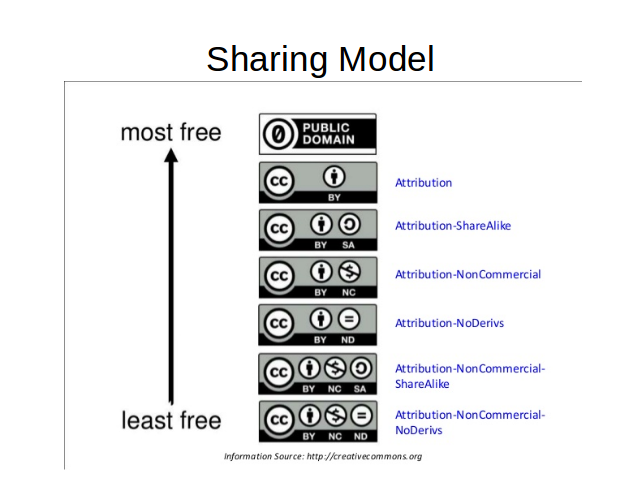 Sharing Model
most free
0 PUBLIC
DOMAIN
cc
BY
Attribution
cc
BY SA
Attribution-ShareAlike
cc
BY NC
Attribution-NonCommercial
cc
BY ND
Attribution-NoDerivs
cc
BY NC SA
Attribution-NonCommercial-
ShareAlike
least free
cc
BY NC ND
Attribution-NonCommercial-
NoDerivs
Information Source: http://creativecommons.org